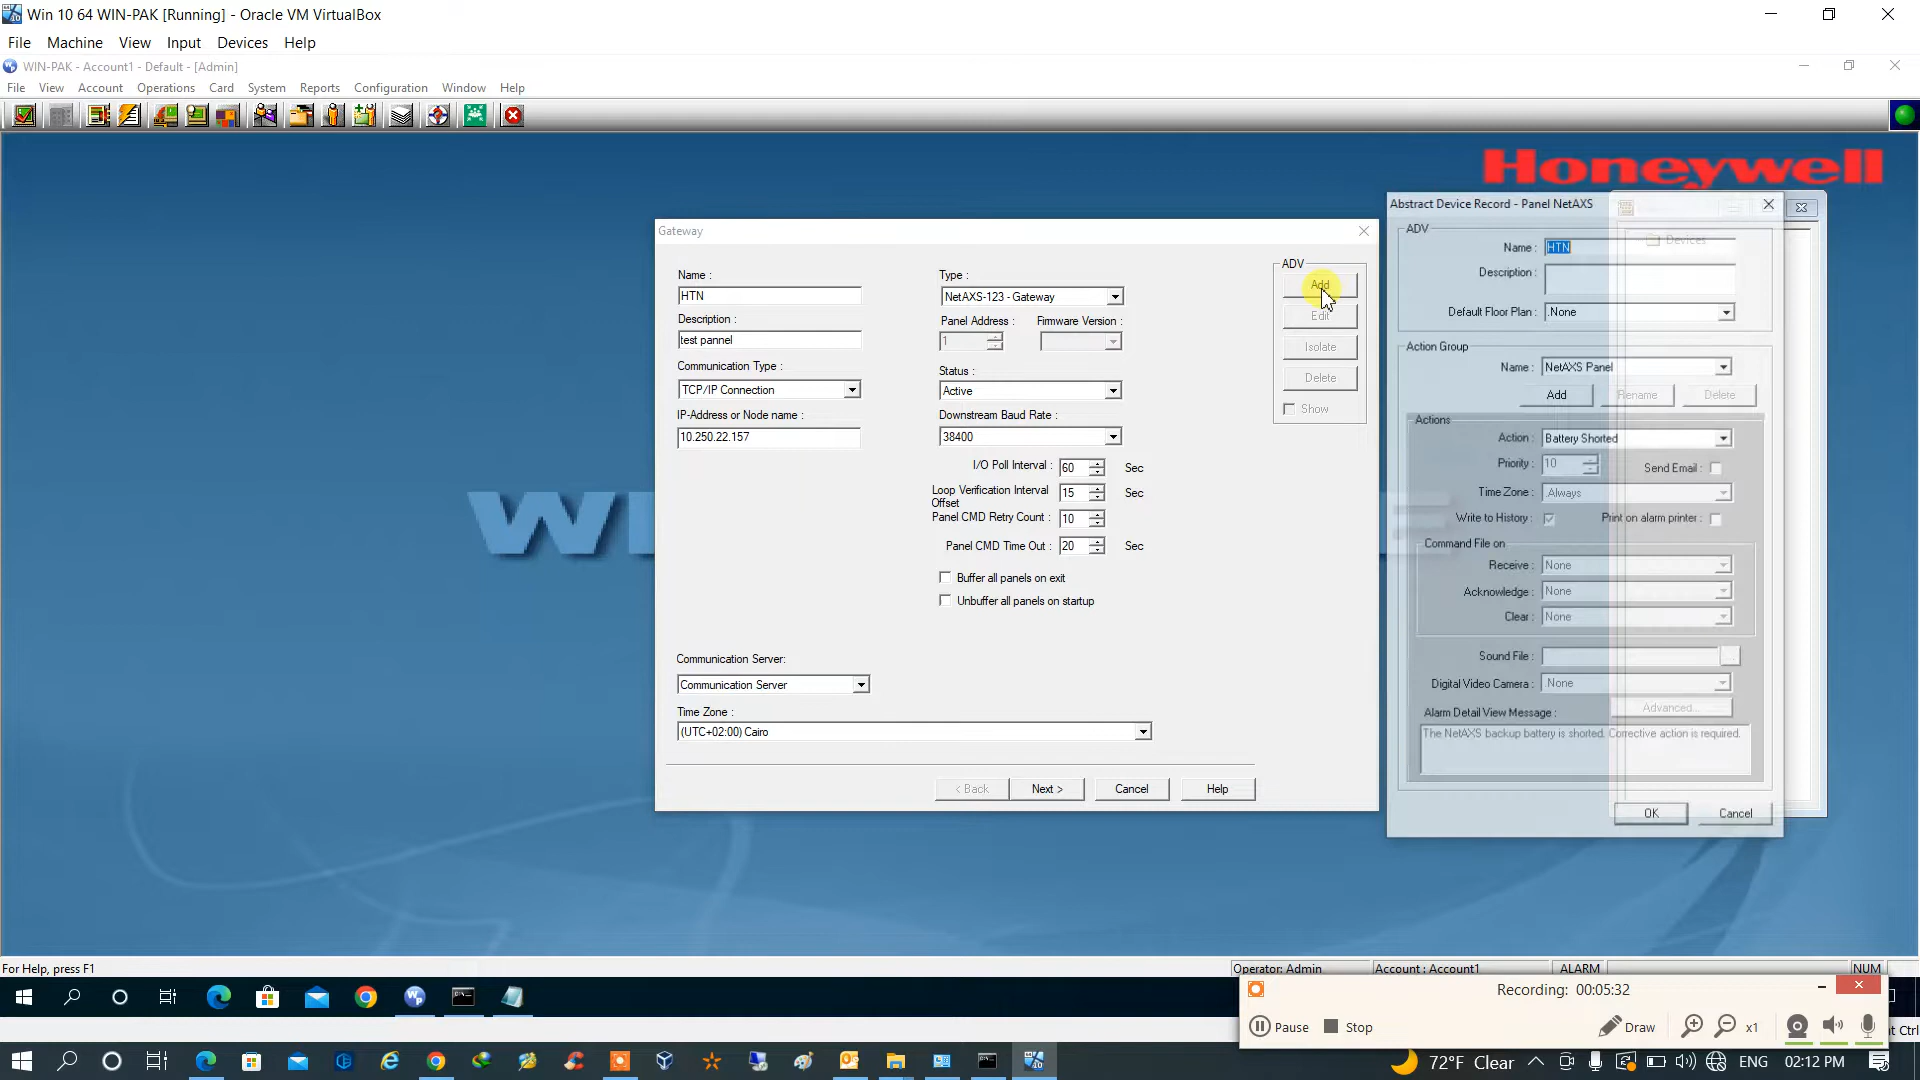 Win 10 64 WIN-PAK [Running] - Oracle VM VirtualBox
File Machine View Input Devices Help
WIN-PAK - Account1 - Default - [Admin]
File View Account Operations Card System Reports Configuration Window Help
Honeywell
Gateway
Name :
HTN
Description :
test pannel
Communication Type :
TCP/IP Connection
IP-Address or Node name :
10.250.22.157
Type :
NetAXS-123 - Gateway
Panel Address : Firmware Version :
1
Status :
Active
Downstream Baud Rate :
38400
I/O Poll Interval : 60 Sec
Loop Verification Interval Offset 15 Sec
Panel CMD Retry Count : 10
Panel CMD Time Out : 20 Sec
Buffer all panels on exit
Unbuffer all panels on startup
ADV
Add
Edit
Isolate
Delete
Show
Communication Server:
Communication Server
Time Zone :
(UTC+02:00) Cairo
< Back Next > Cancel Help
Abstract Device Record - Panel NetAXS
Devices
ADV
Name : HTN
Description :
Default Floor Plan : .None
Action Group
Name : NetAXS Panel
Add Rename Delete
Actions
Action : Battery Shorted
Priority : 10 Send Email :
Time Zone : .Always
Write to History : Print on alarm printer :
Command File on
Receive : None
Acknowledge : None
Clear : None
Sound File : ...
Digital Video Camera : None
Alarm Detail View Message : Advanced...
The NetAXS backup battery is shorted. Corrective action is required.
OK Cancel
For Help, press F1
Operator: Admin Account : Account1 ALARM NUM
Recording: 00:05:32
Pause Stop Draw x1
72°F Clear ENG 02:12 PM